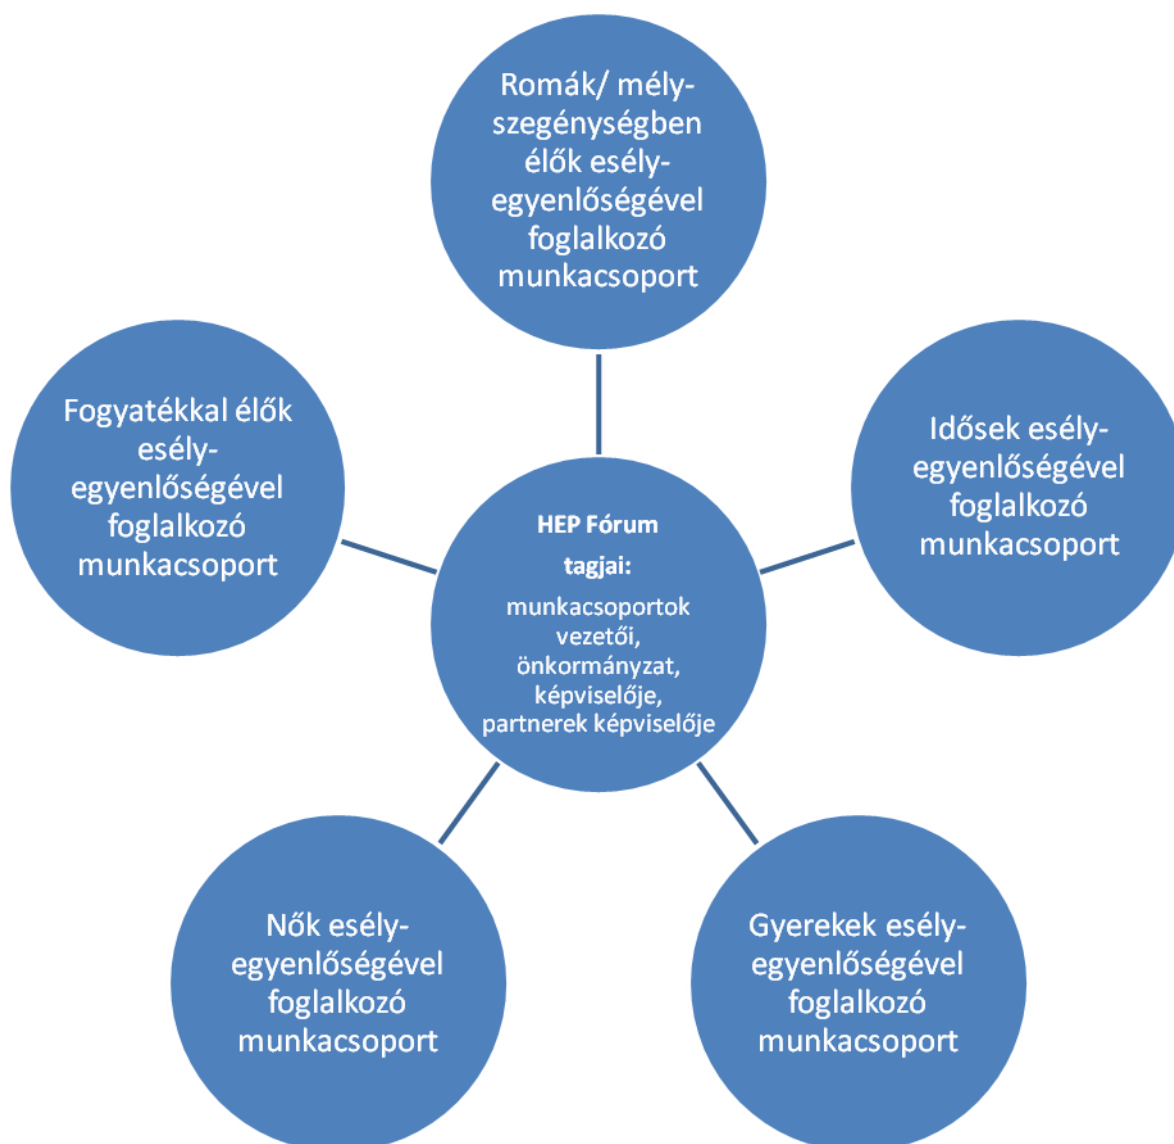 Romák/ mély-
szegénységben
élők esély-
egyenlőségével
foglalkozó
munkacsoport
Fogyatékkal élők
esély-
egyenlőségével
foglalkozó
munkacsoport
Idősek esély-
egyenlőségével
foglalkozó
munkacsoport
HEP Fórum
tagjai:
munkacsoportok
vezetői,
önkormányzat,
képviselője,
partnerek képviselője
Nők esély-
egyenlőségével
foglalkozó
munkacsoport
Gyerekek esély-
egyenlőségével
foglalkozó
munkacsoport